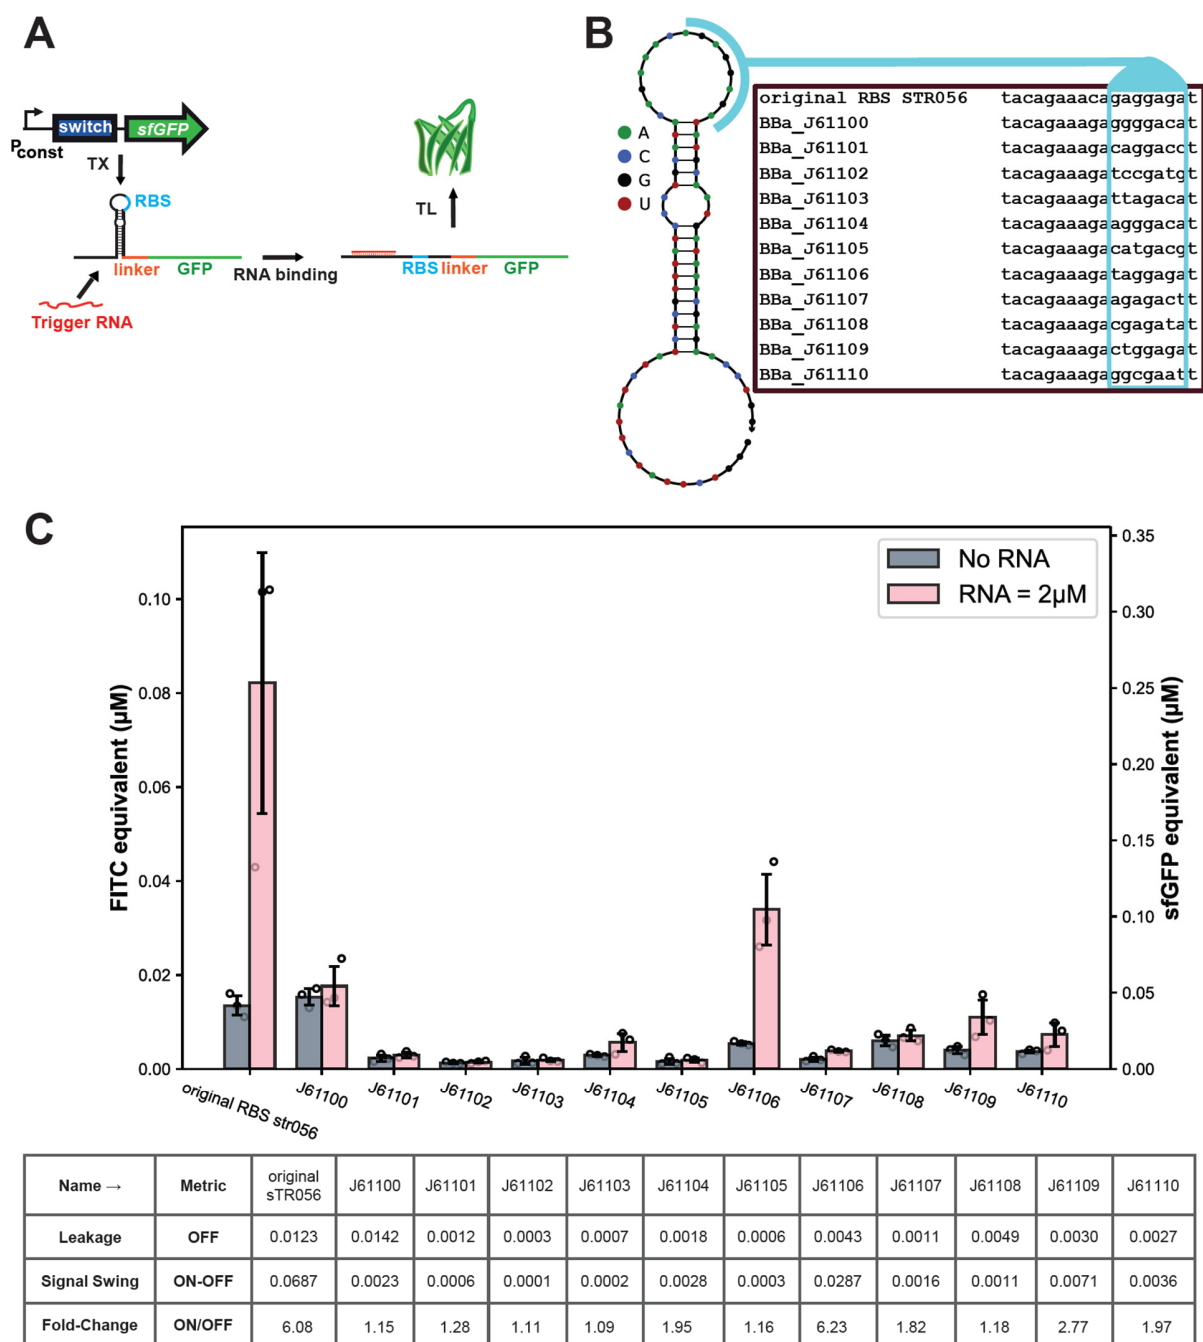 A
B
switch
sfGFP
Pconst
TX
RBS
TL
linker
GFP
RNA binding
RBS
linker
GFP
Trigger RNA
A
C
G
U
original RBS STR056 tacagaaacagaggagat
BBa_J61100 tacagaaagaggggacat
BBa_J61101 tacagaaagacaggacct
BBa_J61102 tacagaaagatccgatgt
BBa_J61103 tacagaaagattagacat
BBa_J61104 tacagaaagaagggacat
BBa_J61105 tacagaaagacatgacgt
BBa_J61106 tacagaaagataggagat
BBa_J61107 tacagaaagaagagactt
BBa_J61108 tacagaaagacgagatat
BBa_J61109 tacagaaagactggagat
BBa_J61110 tacagaaagaggcgaatt
C
No RNA
RNA = 2µM
FITC equivalent (µM)
0.10
0.08
0.06
0.04
0.02
0.00
sfGFP equivalent (µM)
0.35
0.30
0.25
0.20
0.15
0.10
0.05
0.00
original RBS str056
J61100
J61101
J61102
J61103
J61104
J61105
J61106
J61107
J61108
J61109
J61110
Name → Metric original sTR056 J61100 J61101 J61102 J61103 J61104 J61105 J61106 J61107 J61108 J61109 J61110
Leakage OFF 0.0123 0.0142 0.0012 0.0003 0.0007 0.0018 0.0006 0.0043 0.0011 0.0049 0.0030 0.0027
Signal Swing ON-OFF 0.0687 0.0023 0.0006 0.0001 0.0002 0.0028 0.0003 0.0287 0.0016 0.0011 0.0071 0.0036
Fold-Change ON/OFF 6.08 1.15 1.28 1.11 1.09 1.95 1.16 6.23 1.82 1.18 2.77 1.97